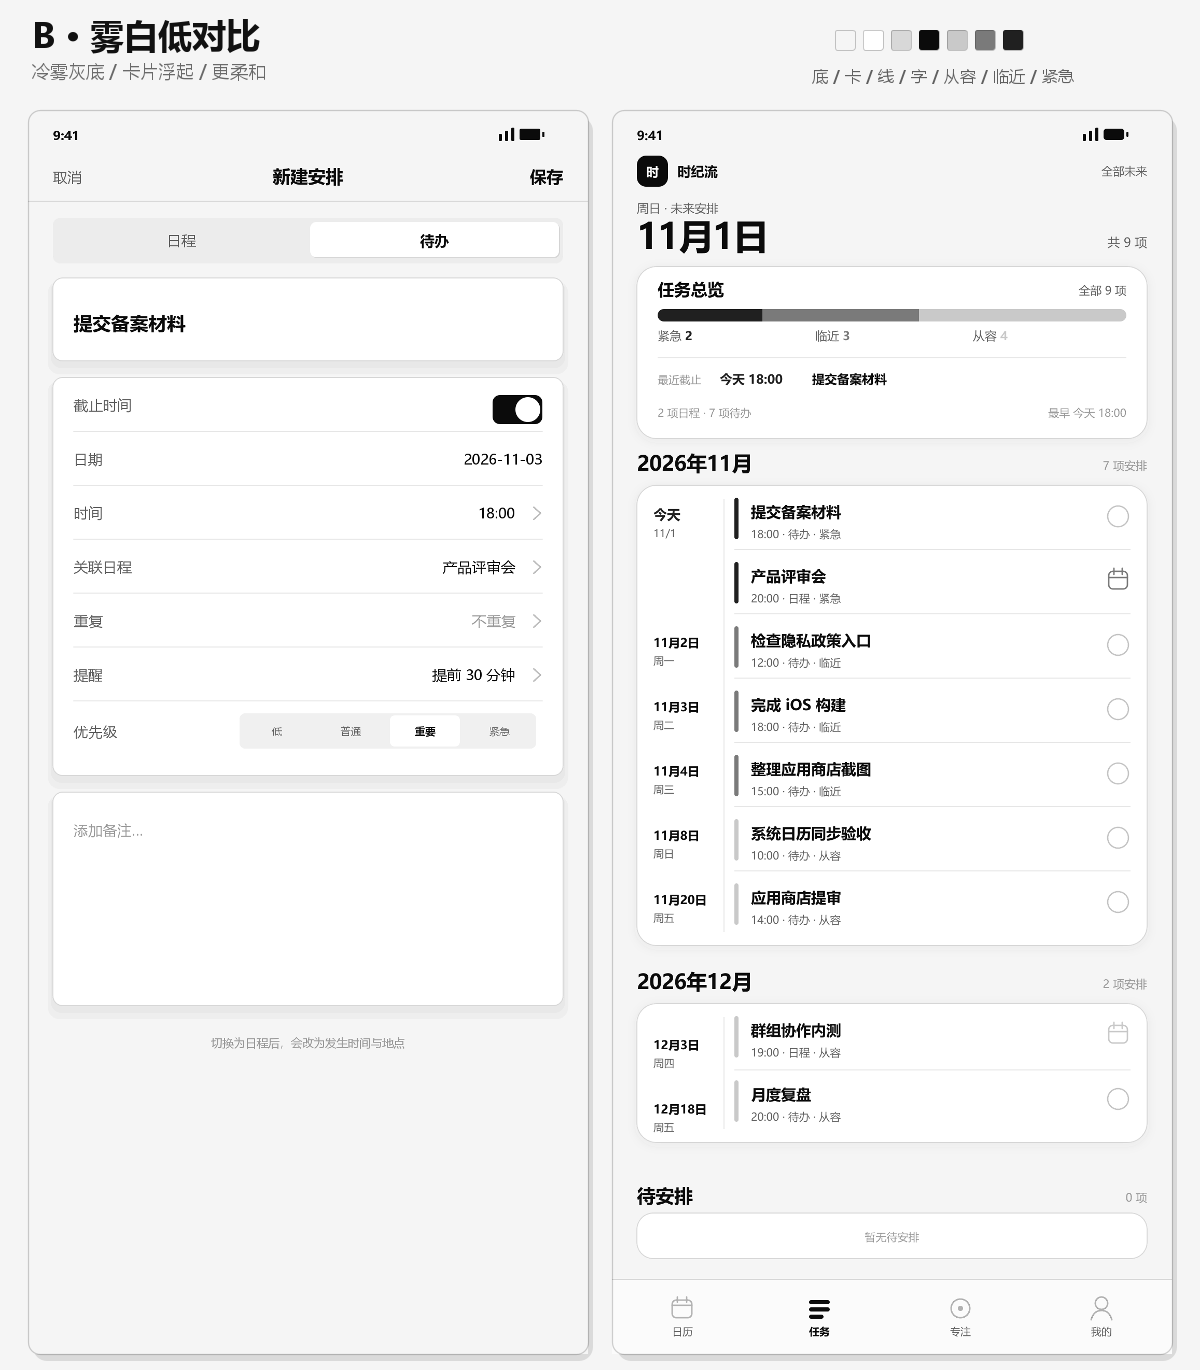 B · 雾白低对比
冷雾灰底 / 卡片浮起 / 更柔和
底 / 卡 / 线 / 字 / 从容 / 临近 / 紧急
9:41
取消 新建安排 保存
日程 待办
提交备案材料
截止时间
日期 2026-11-03
时间 18:00
关联日程 产品评审会
重复 不重复
提醒 提前 30 分钟
优先级 低 普通 重要 紧急
添加备注...
切换为日程后，会改为发生时间与地点
9:41
时 时纪流 全部未来
周日 · 未来安排
11月1日 共 9 项
任务总览 全部 9 项
紧急 2 临近 3 从容 4
最近截止 今天 18:00 提交备案材料
2 项日程 · 7 项待办 最早 今天 18:00
2026年11月 7 项安排
今天 提交备案材料
11/1 18:00 · 待办 · 紧急
产品评审会
20:00 · 日程 · 紧急
11月2日 检查隐私政策入口
周一 12:00 · 待办 · 临近
11月3日 完成 iOS 构建
周二 18:00 · 待办 · 临近
11月4日 整理应用商店截图
周三 15:00 · 待办 · 临近
11月8日 系统日历同步验收
周日 10:00 · 待办 · 从容
11月20日 应用商店提审
周五 14:00 · 待办 · 从容
2026年12月 2 项安排
12月3日 群组协作内测
周四 19:00 · 日程 · 从容
12月18日 月度复盘
周五 20:00 · 待办 · 从容
待安排 0 项
暂无待安排
日历 任务 专注 我的